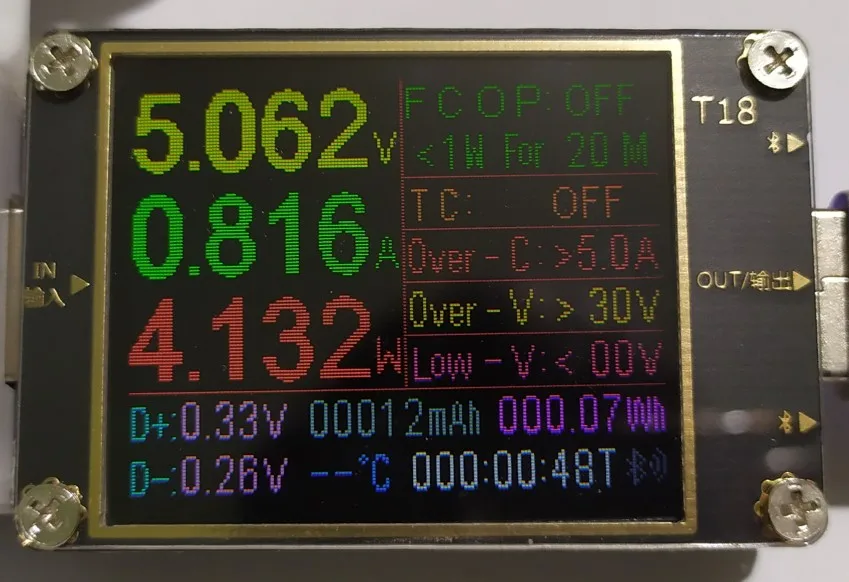 5.062V
0.816A
4.132W
FCOP: OFF
<1W For 20 M
TC: OFF
Over-C: >5.0A
Over-V: > 30V
Low-V: < 00V
D+:0.33V 00012mAh 000.07Wh
D-:0.26V --°C 000:00:48T
T18
IN
输入
OUT/输出